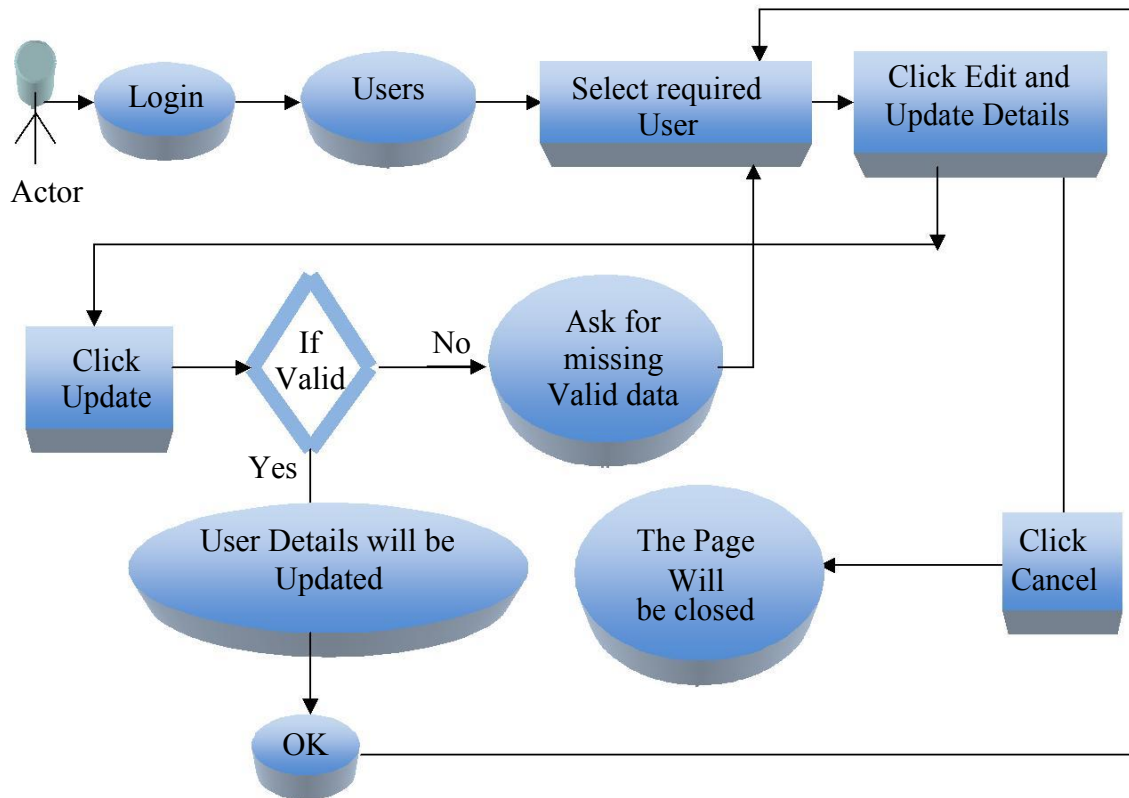 Login
Users
Select required
User
Click Edit and
Update Details
Actor
Click
Update
If
Valid
No
Ask for
missing
Valid data
Yes
User Details will be
Updated
The Page
Will
be closed
Click
Cancel
OK